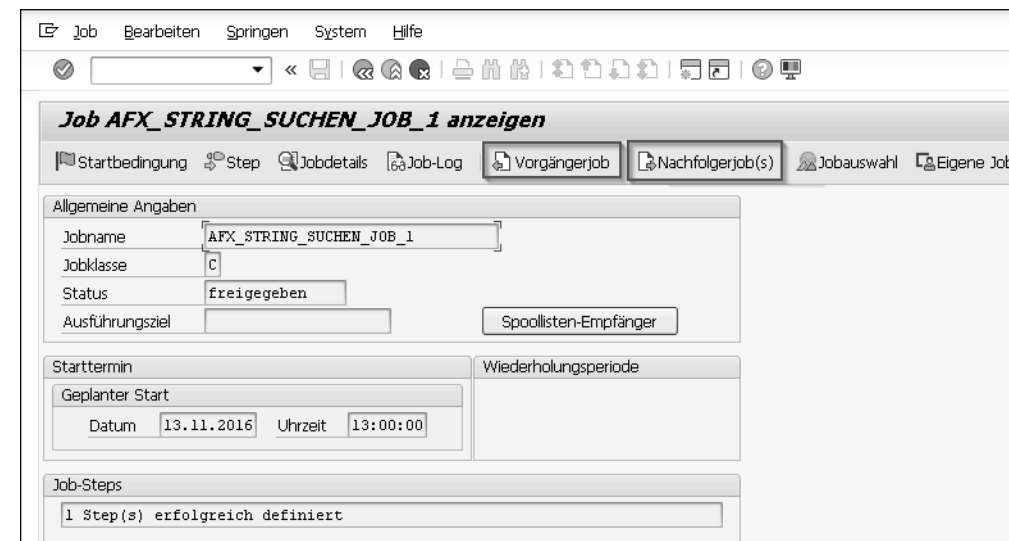 Job Bearbeiten Springen System Hilfe
Job AFX_STRING_SUCHEN_JOB_1 anzeigen
Startbedingung Step Jobdetails Job-Log Vorgängerjob Nachfolgerjob(s) Jobauswahl Eigene Job
Allgemeine Angaben
Jobname AFX_STRING_SUCHEN_JOB_1
Jobklasse C
Status freigegeben
Ausführungsziel Spoollisten-Empfänger
Starttermin Wiederholungsperiode
Geplanter Start
Datum 13.11.2016 Uhrzeit 13:00:00
Job-Steps
1 Step(s) erfolgreich definiert